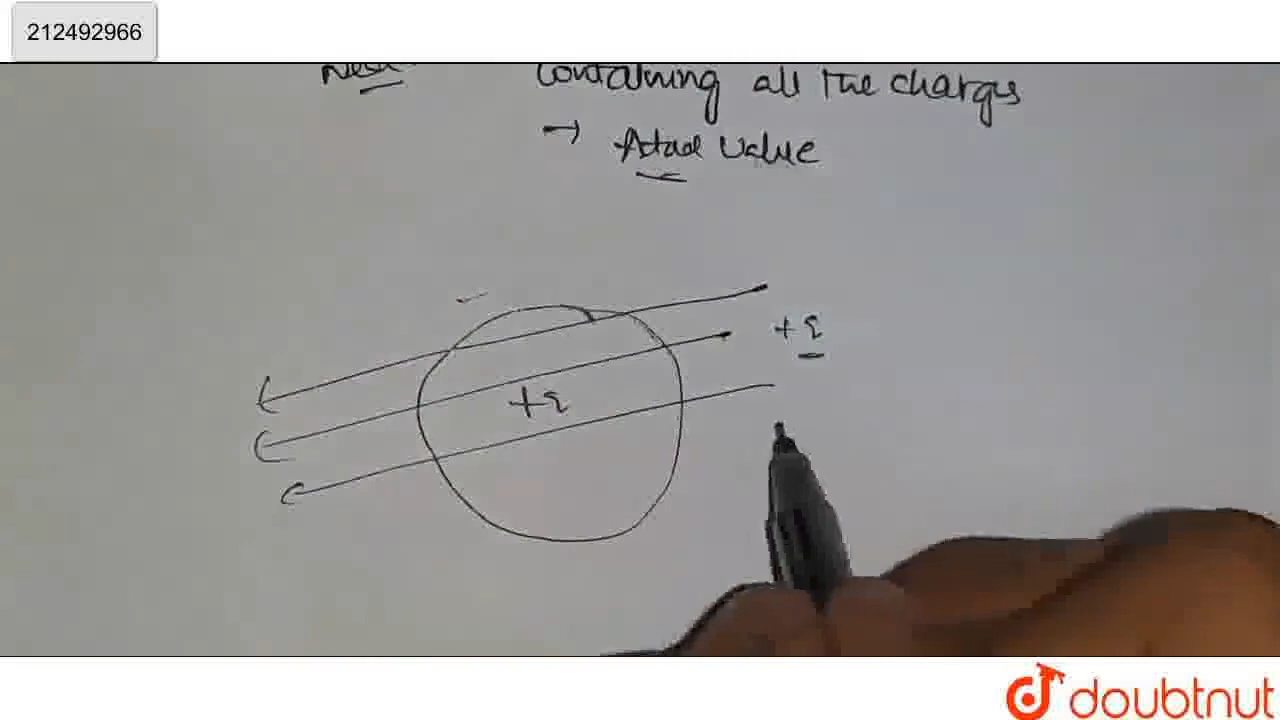 212492966
containing all the charges
→ Actual value
+q
+q
doubtnut